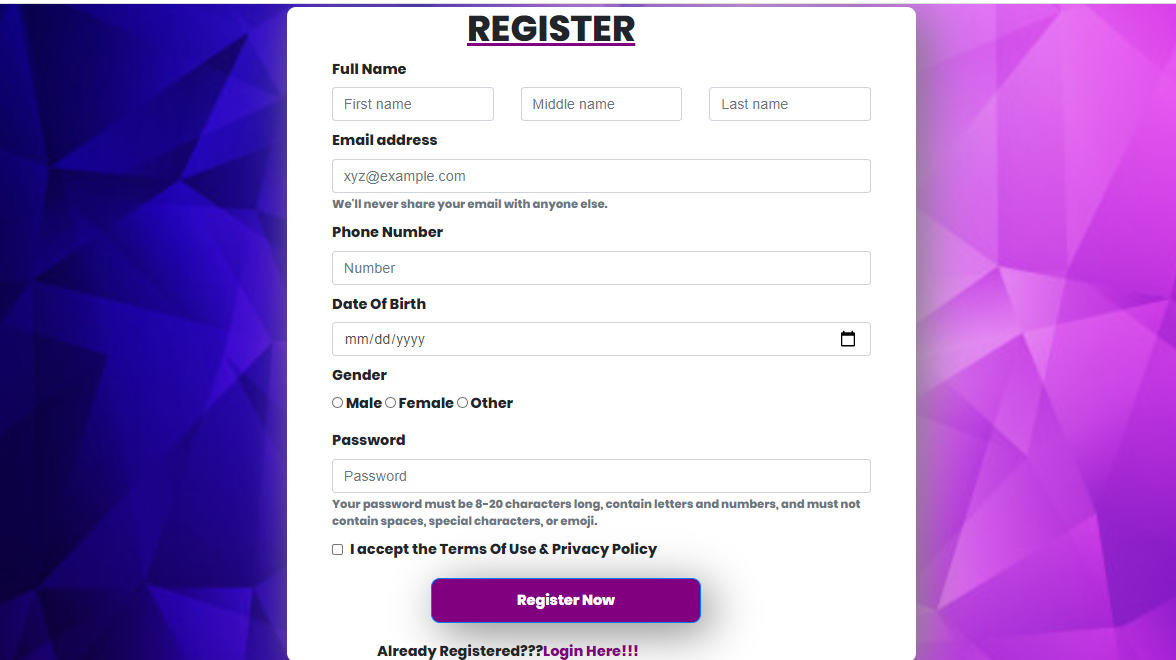 REGISTER
Full Name
First name Middle name Last name
Email address
xyz@example.com
We'll never share your email with anyone else.
Phone Number
Number
Date Of Birth
mm/dd/yyyy
Gender
Male Female Other
Password
Password
Your password must be 8-20 characters long, contain letters and numbers, and must not
contain spaces, special characters, or emoji.
I accept the Terms Of Use & Privacy Policy
Register Now
Already Registered???Login Here!!!